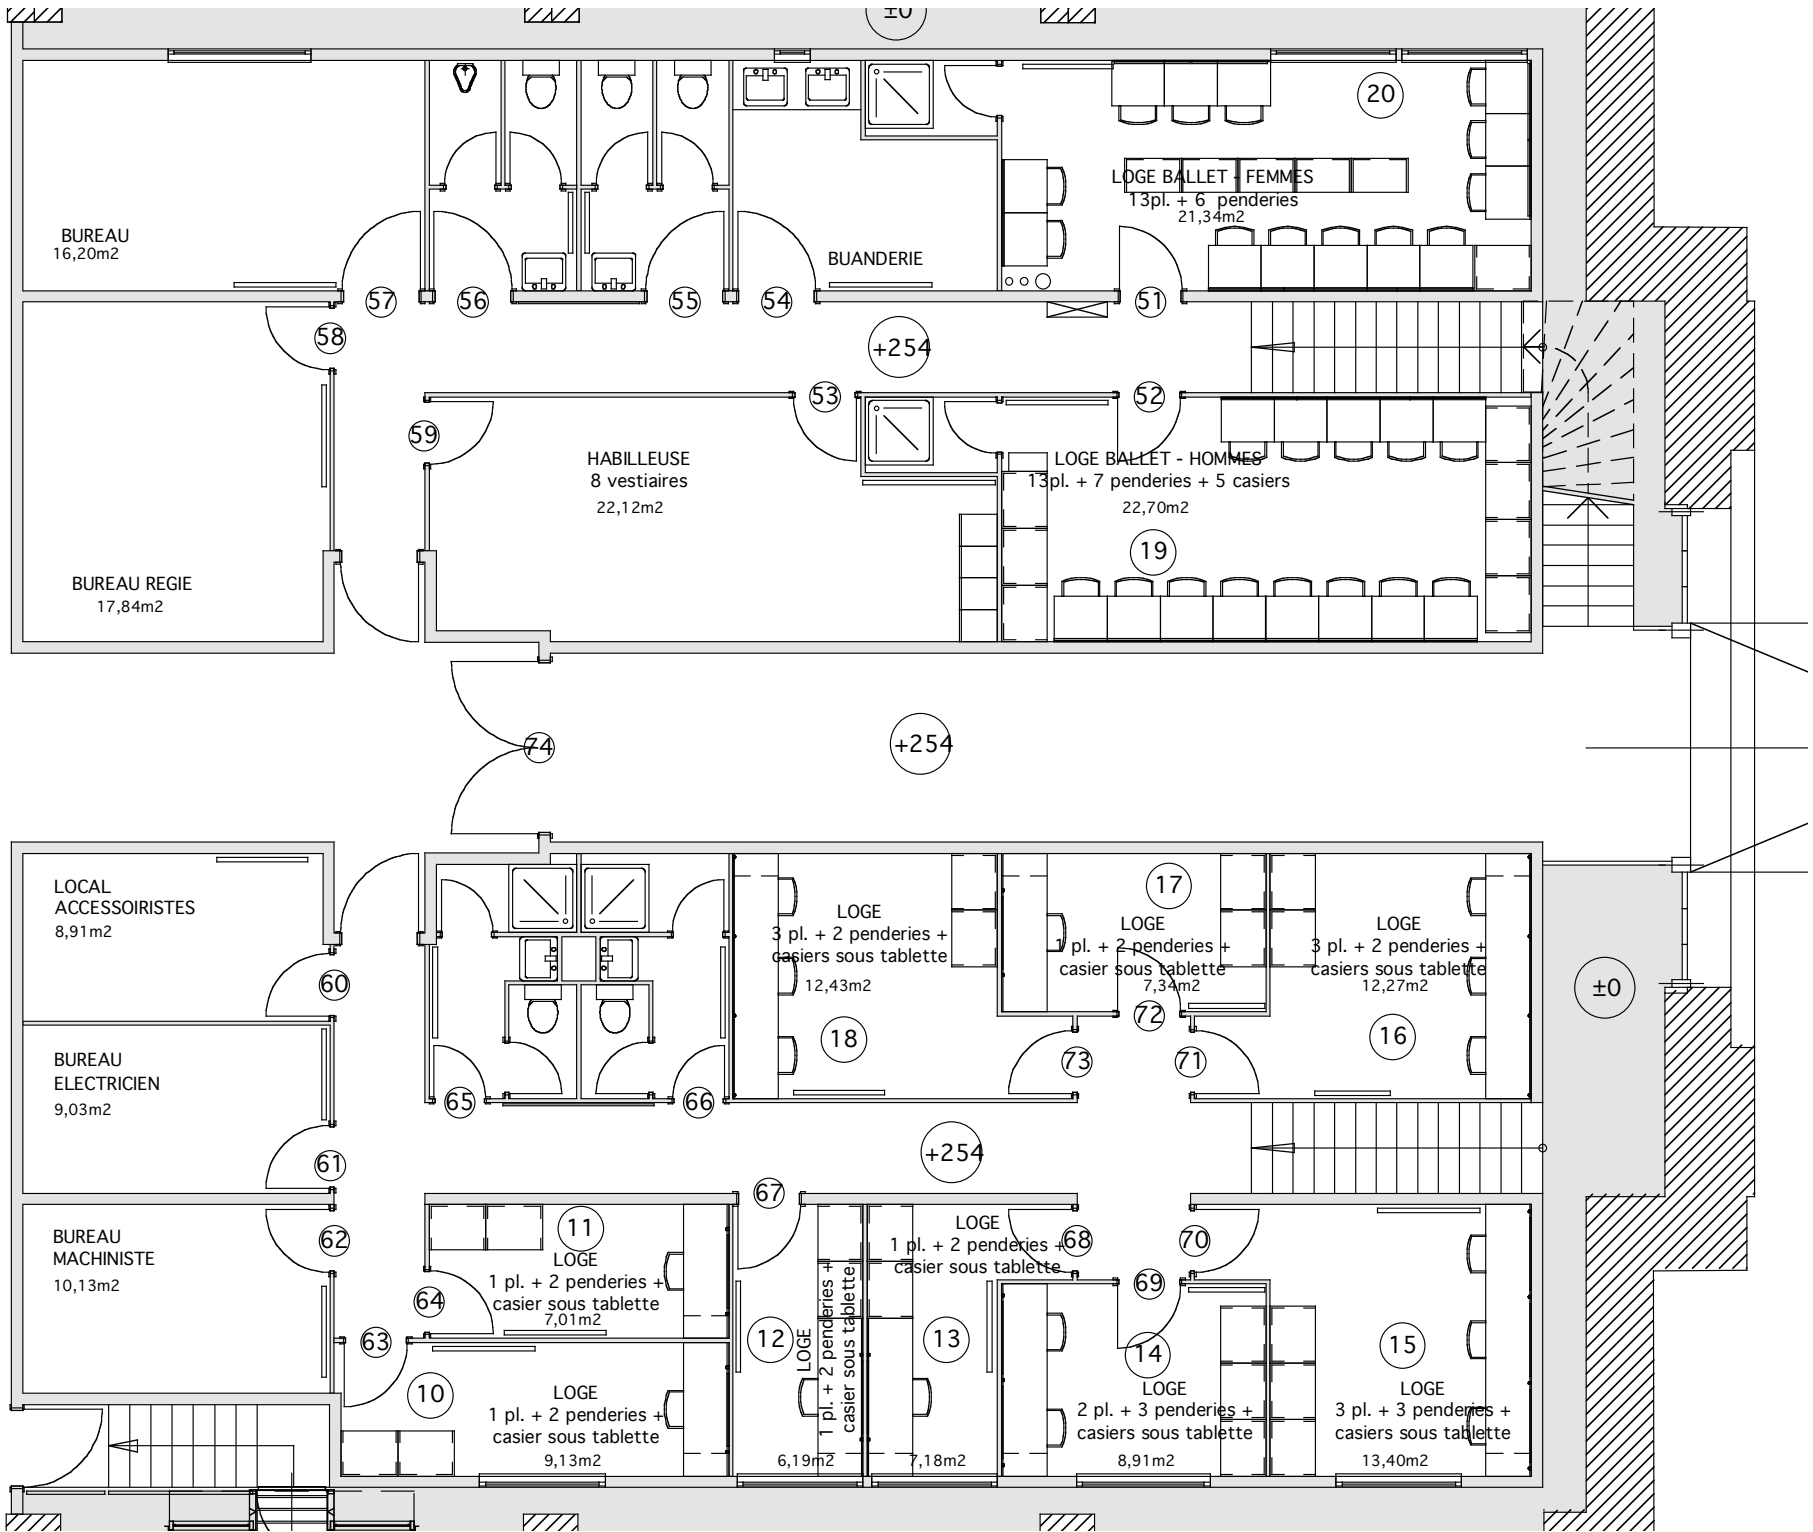 ±0
20
LOGE BALLET - FEMMES
13pl. + 6 penderies
21,34m2
BUREAU
16,20m2
BUANDERIE
57
56
55
54
51
58
+254
53
52
59
HABILLEUSE
8 vestiaires
22,12m2
LOGE BALLET - HOMMES
13pl. + 7 penderies + 5 casiers
22,70m2
19
BUREAU REGIE
17,84m2
74
+254
LOCAL
ACCESSOIRISTES
8,91m2
60
LOGE
3 pl. + 2 penderies +
casiers sous tablette
12,43m2
18
17
LOGE
1 pl. + 2 penderies +
casier sous tablette
7,34m2
72
LOGE
3 pl. + 2 penderies +
casiers sous tablette
12,27m2
16
±0
73
71
BUREAU
ELECTRICIEN
9,03m2
65
66
61
+254
67
BUREAU
MACHINISTE
10,13m2
62
11
LOGE
1 pl. + 2 penderies +
casier sous tablette
7,01m2
64
63
LOGE
1 pl. + 2 penderies +
casier sous tablette
68
70
69
12
LOGE
1 pl. + 2 penderies +
casier sous tablette
6,19m2
13
7,18m2
14
LOGE
2 pl. + 3 penderies +
casiers sous tablette
8,91m2
15
LOGE
3 pl. + 3 penderies +
casiers sous tablette
13,40m2
10
LOGE
1 pl. + 2 penderies +
casier sous tablette
9,13m2